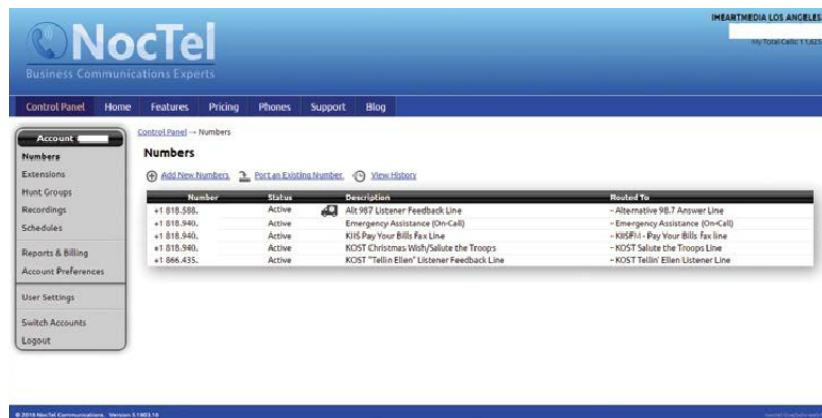 IHEARTMEDIA LOS ANGELES
NocTel
Business Communications Experts
Control Panel Home Features Pricing Phones Support Blog
Account
Control Panel → Numbers
Numbers
Numbers
Extensions
Hunt Groups
Recordings
Schedules
Reports & Billing
Account Preferences
User Settings
Switch Accounts
Logout
Add New Numbers Port an Existing Number View History
Number Status Description Routed To
+1 818.588. Active Alt 987 Listener Feedback Line ~ Alternative 98.7 Answer Line
+1 818.940. Active Emergency Assistance (On-Call) ~ Emergency Assistance (On-Call)
+1 818.940. Active KIIS Pay Your Bills Fax Line ~ KIISFM - Pay Your Bills Fax line
+1 818.940. Active KOST Christmas Wish/Salute the Troops ~ KOST Salute the Troops Line
+1 866.435. Active KOST "Tellin Ellen" Listener Feedback Line ~ KOST Tellin' Ellen Listener Line
NocTel Communications. Version